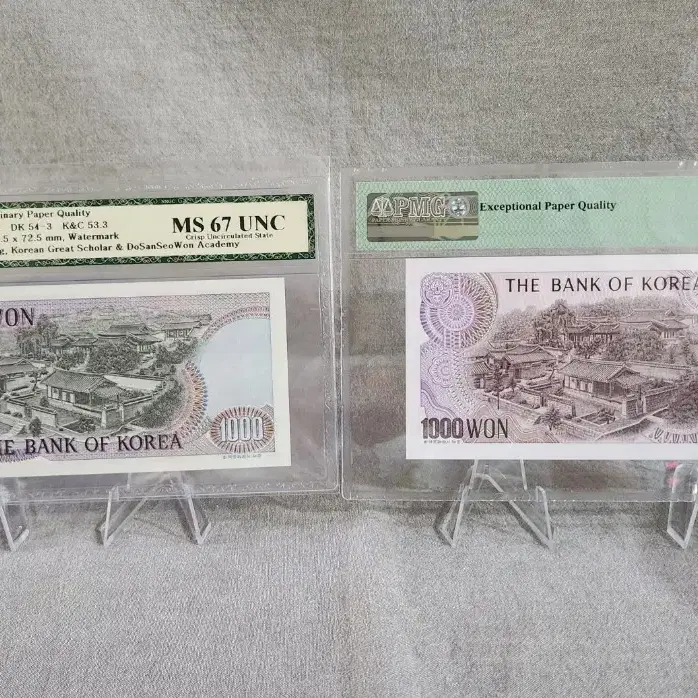 inary Paper Quality
DK 54-3 K&C 53.3
.5 x 72.5 mm, Watermark
g, Korean Great Scholar & DoSanSeoWon Academy
MS 67 UNC
Crisp Uncirculated State
WON
E BANK OF KOREA
1000
PMG
Exceptional Paper Quality
THE BANK OF KOREA
1000 WON